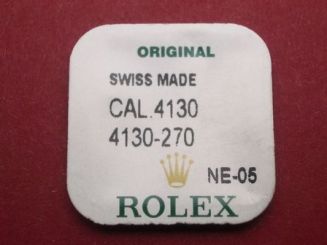 ORIGINAL
SWISS MADE
CAL.4130
4130-270
NE-05
ROLEX